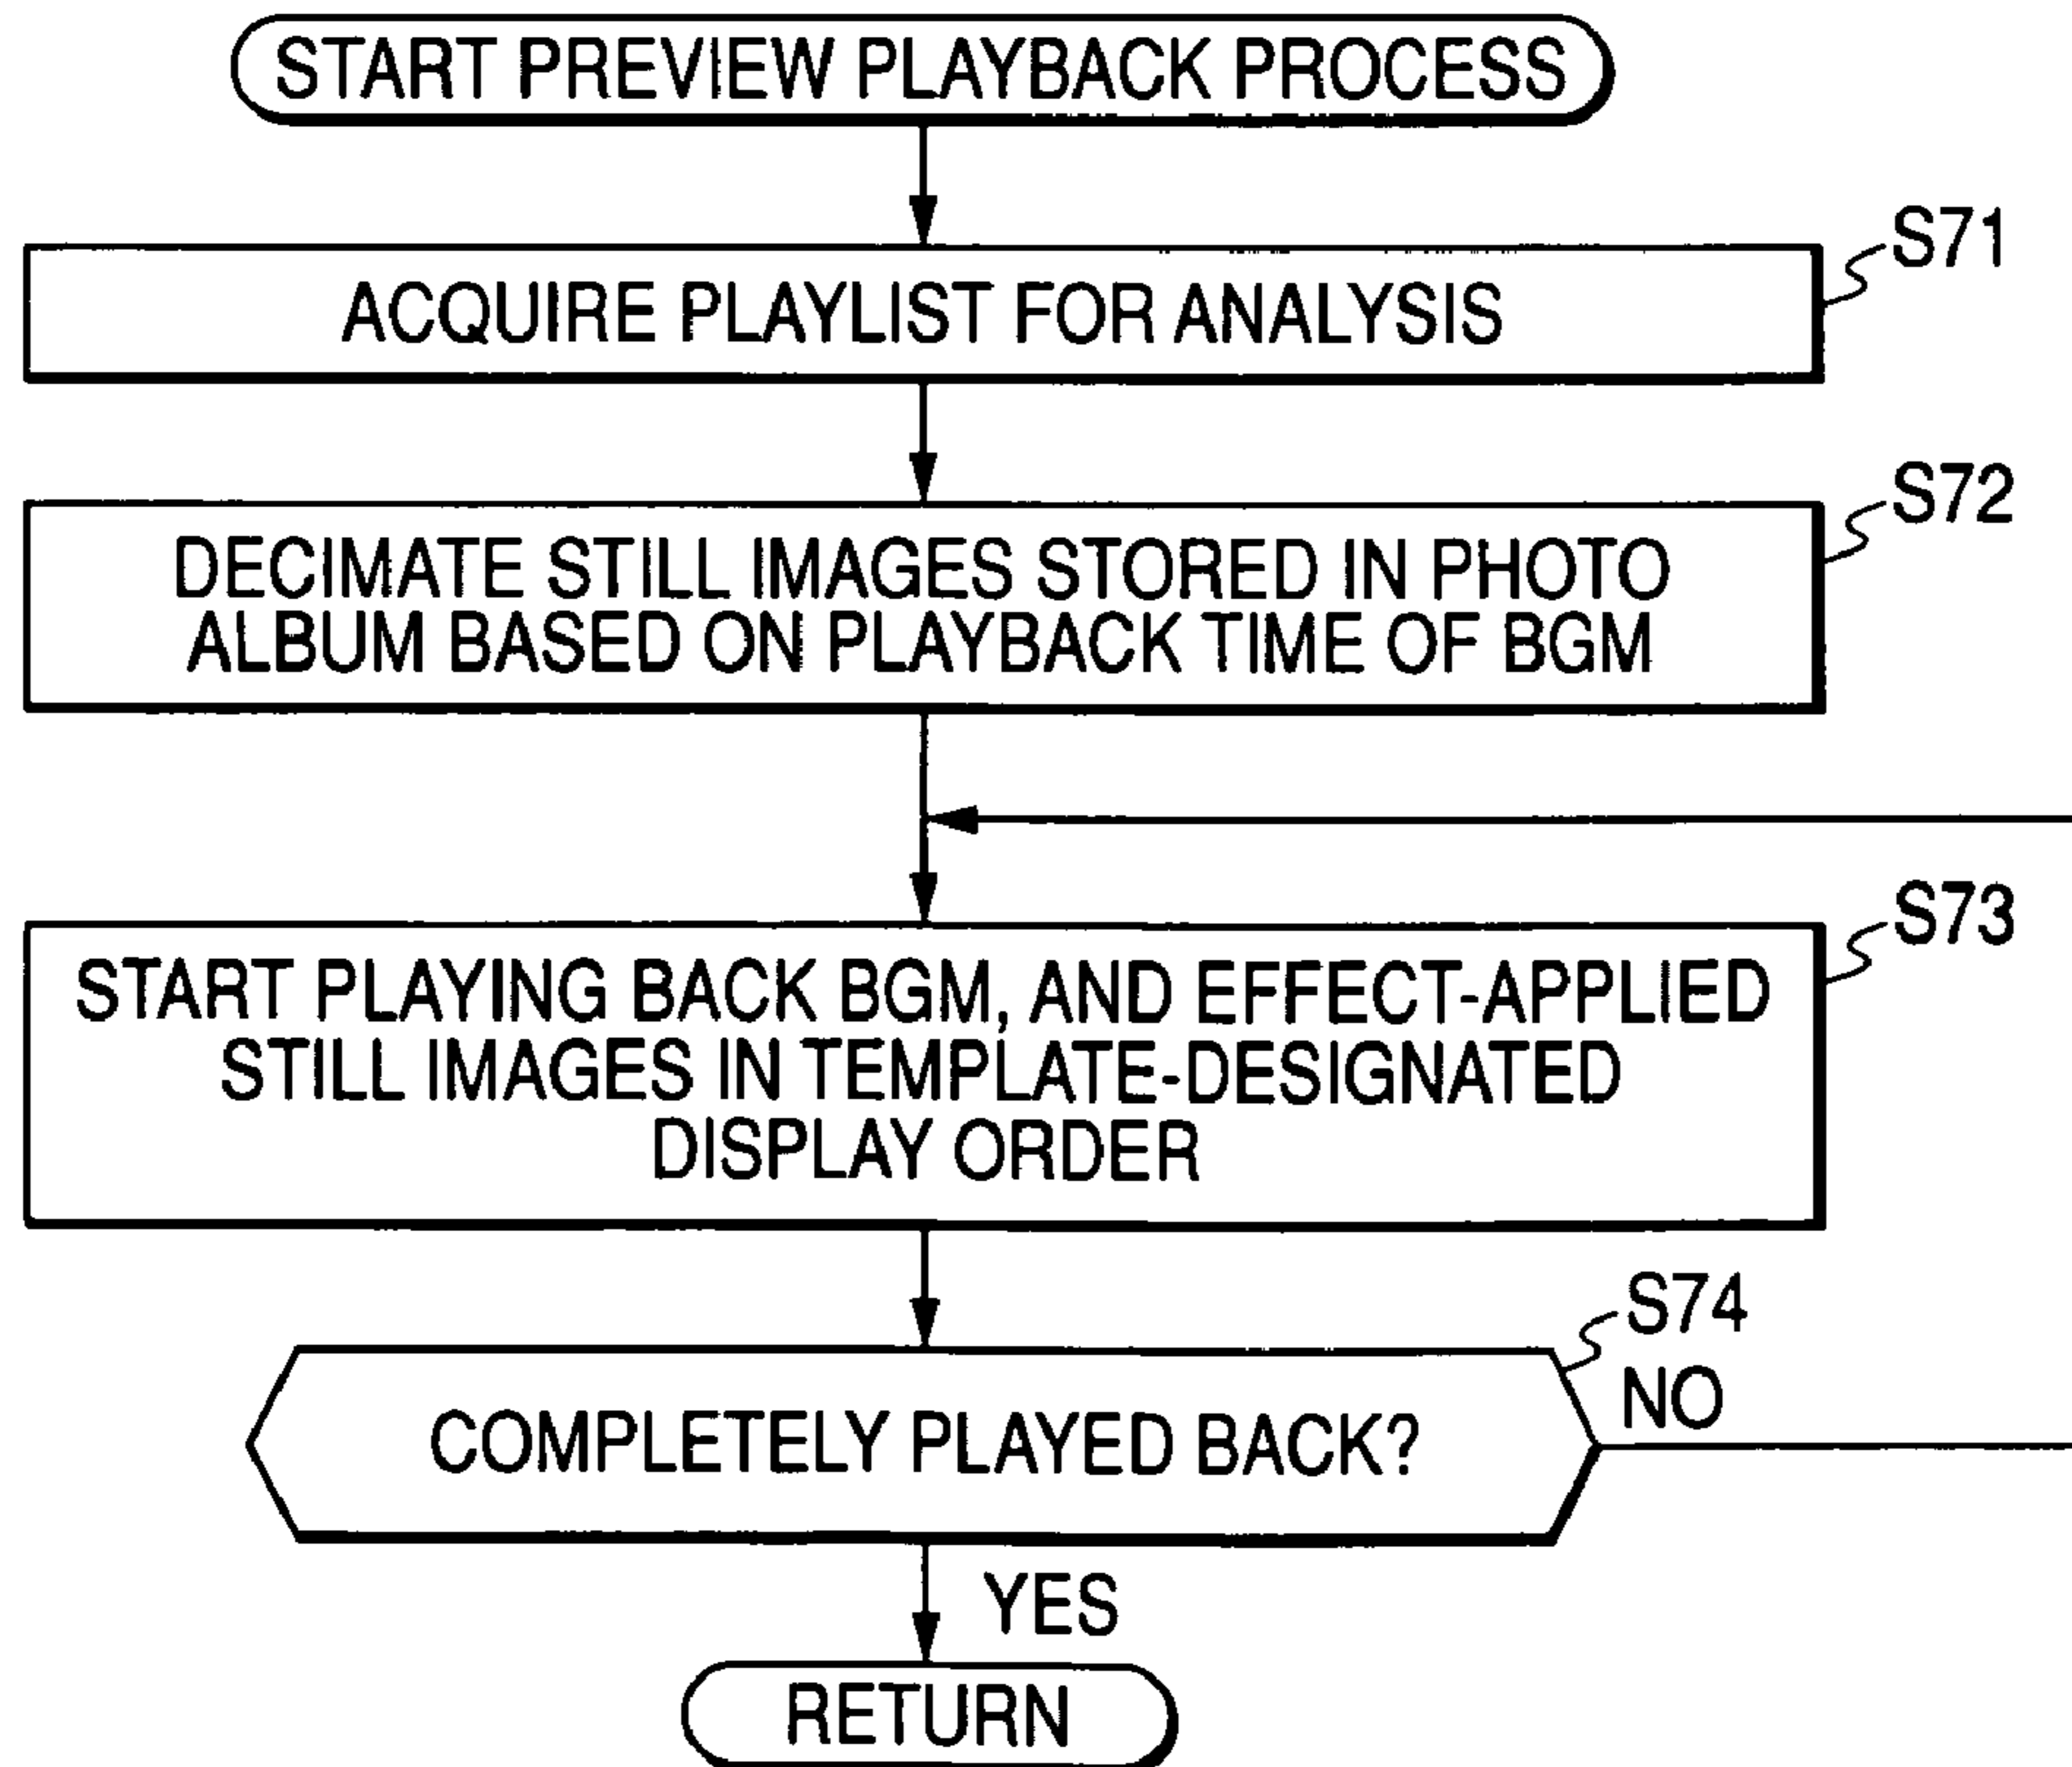 START PREVIEW PLAYBACK PROCESS
S71
ACQUIRE PLAYLIST FOR ANALYSIS
S72
DECIMATE STILL IMAGES STORED IN PHOTO
ALBUM BASED ON PLAYBACK TIME OF BGM
S73
START PLAYING BACK BGM, AND EFFECT-APPLIED
STILL IMAGES IN TEMPLATE-DESIGNATED
DISPLAY ORDER
S74
NO
COMPLETELY PLAYED BACK?
YES
RETURN